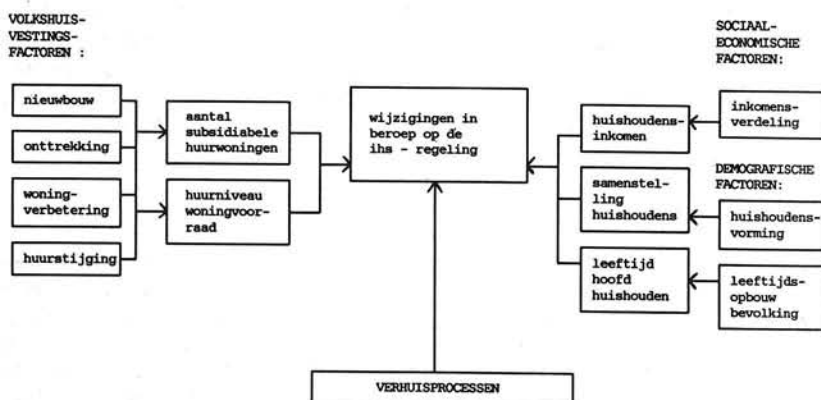 VOLKSHUIS-
VESTINGS-
FACTOREN :
nieuwbouw
onttrekking
woning-
verbetering
huurstijging
aantal
subsidiabele
huurwoningen
huurniveau
woningvoor-
raad
wijzigingen in
beroep op de
ihs - regeling
huishoudens-
inkomen
samenstel-
ling
huishoudens
leeftijd
hoofd
huishouden
SOCIAAL-
ECONOMISCHE
FACTOREN:
inkomens-
verdeling
DEMOGRAFISCHE
FACTOREN:
huishoudens-
vorming
leeftijds-
opbouw
bevolking
VERHUISPROCESSEN